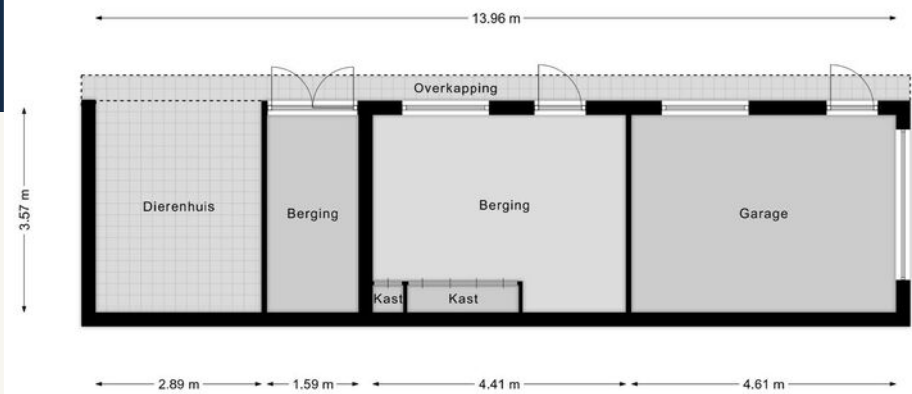 13.96 m
Overkapping
3.57 m
Dierenhuis
Berging
Berging
Garage
Kast
Kast
2.89 m
1.59 m
4.41 m
4.61 m